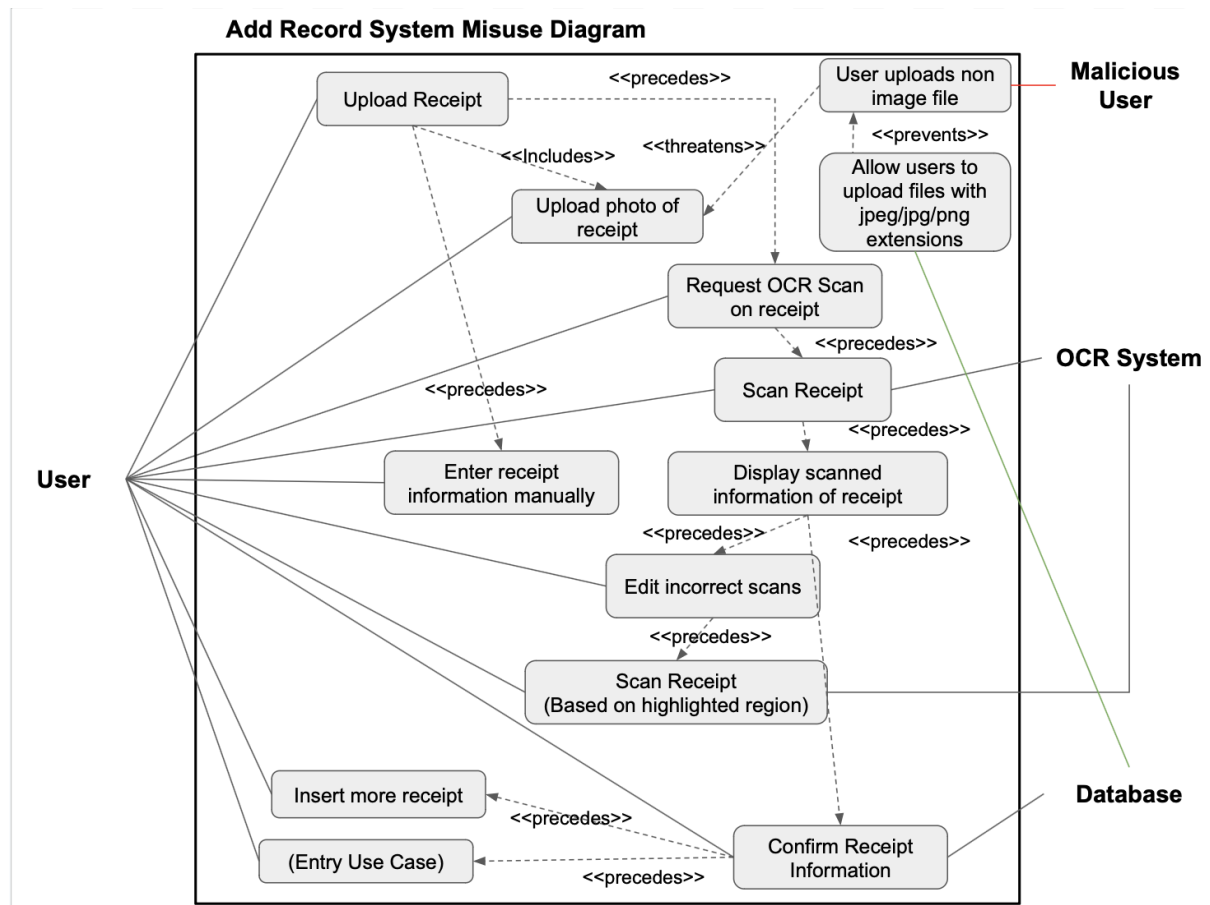 Add Record System Misuse Diagram
Upload Receipt
<<precedes>>
User uploads non
image file
Malicious
User
<<prevents>>
<<threatens>>
<<Includes>>
Allow users to
upload files with
jpeg/jpg/png
extensions
Upload photo of
receipt
Request OCR Scan
on receipt
<<precedes>>
OCR System
Scan Receipt
<<precedes>>
<<precedes>>
User
Enter receipt
information manually
Display scanned
information of receipt
<<precedes>>
<<precedes>>
Edit incorrect scans
<<precedes>>
Scan Receipt
(Based on highlighted region)
Insert more receipt
Database
<<precedes>>
(Entry Use Case)
Confirm Receipt
Information
<<precedes>>